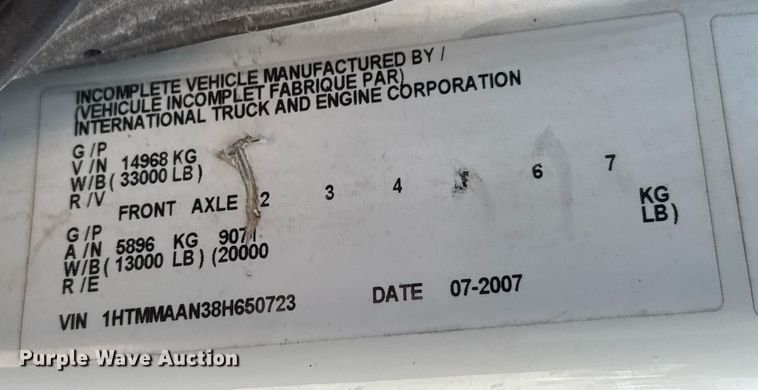 INCOMPLETE VEHICLE MANUFACTURED BY /
(VEHICULE INCOMPLET FABRIQUE PAR)
INTERNATIONAL TRUCK AND ENGINE CORPORATION
G /P
V /N 14968 KG
W/B ( 33000 LB )
R /V
FRONT AXLE 2 3 4 5 6 7
G /P
A /N 5896 KG 9071 KG
W/B ( 13000 LB ) (20000 LB)
R /E
VIN 1HTMMAAN38H650723 DATE 07-2007
Purple Wave Auction